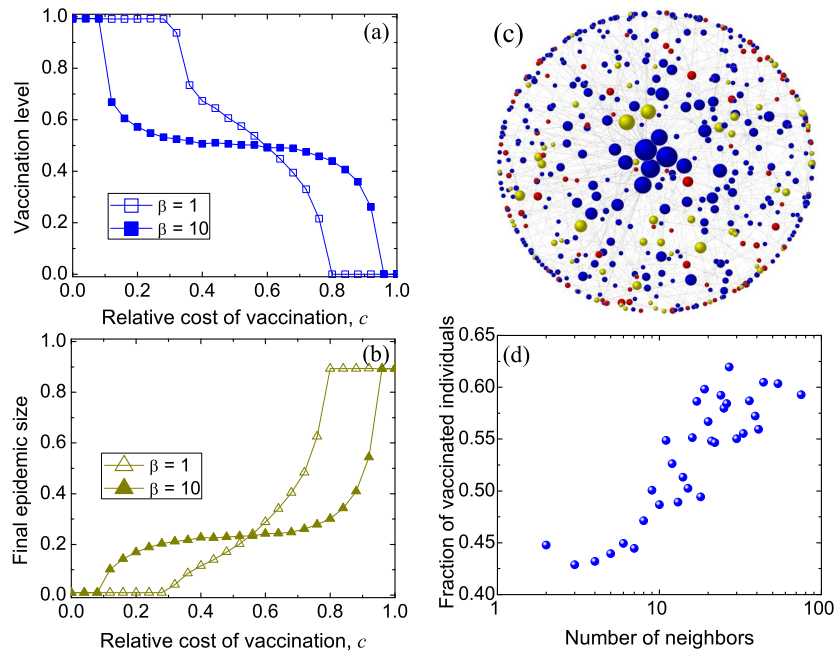 (a)
Vaccination level
1.0
0.8
0.6
0.4
0.2
0.0
β = 1
β = 10
0.0 0.2 0.4 0.6 0.8 1.0
Relative cost of vaccination, c
(b)
Final epidemic size
1.0
0.8
0.6
0.4
0.2
0.0
β = 1
β = 10
0.0 0.2 0.4 0.6 0.8 1.0
Relative cost of vaccination, c
(c)
(d)
Fraction of vaccinated individuals
0.65
0.60
0.55
0.50
0.45
0.40
1 10 100
Number of neighbors